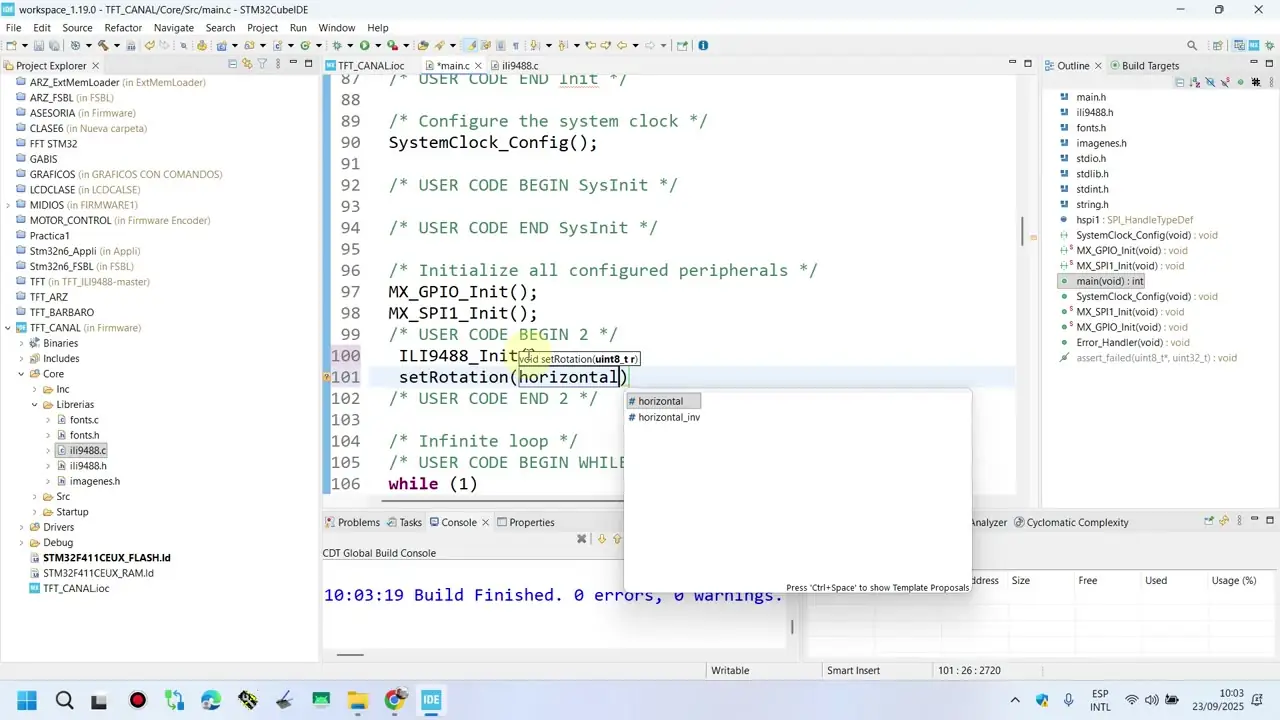 workspace_1.19.0 - TFT_CANAL/Core/Src/main.c - STM32CubeIDE
File Edit Source Refactor Navigate Search Project Run Window Help
Project Explorer
ARZ_ExtMemLoader (in ExtMemLoader)
ARZ_FSBL (in FSBL)
ASESORIA (in Firmware)
CLASE6 (in Nueva carpeta)
FFT STM32
GABIS
GRAFICOS (in GRAFICOS CON COMANDOS)
LCDCLASE (in LCDCALSE)
MIDIOS (in FIRMWARE1)
MOTOR_CONTROL (in Firmware Encoder)
Practica1
Stm32n6_Appli (in Appli)
Stm32n6_FSBL (in FSBL)
TFT (in TFT_ILI9488-master)
TFT_ARZ
TFT_BARBARO
TFT_CANAL (in Firmware)
Binaries
Includes
Core
Inc
Librerias
fonts.c
fonts.h
ili9488.c
ili9488.h
imagenes.h
Src
Startup
Drivers
Debug
STM32F411CEUX_FLASH.ld
STM32F411CEUX_RAM.ld
TFT_CANAL.ioc
TFT_CANAL.ioc *main.c ili9488.c
87 /* USER CODE END Init */
88
89 /* Configure the system clock */
90 SystemClock_Config();
91
92 /* USER CODE BEGIN SysInit */
93
94 /* USER CODE END SysInit */
95
96 /* Initialize all configured peripherals */
97 MX_GPIO_Init();
98 MX_SPI1_Init();
99 /* USER CODE BEGIN 2 */
100 ILI9488_Init
void setRotation(uint8_t r)
101 setRotation(horizontal)
102 /* USER CODE END 2 */
103
104 /* Infinite loop */
105 /* USER CODE BEGIN WHILE
106 while (1)
# horizontal
# horizontal_inv
Press 'Ctrl+Space' to show Template Proposals
Problems Tasks Console Properties
CDT Global Build Console
10:03:19 Build Finished. 0 errors, 0 warnings.
Analyzer Cyclomatic Complexity
ddress Size Free Used Usage (%)
Outline Build Targets
main.h
ili9488.h
fonts.h
imagenes.h
stdio.h
stdlib.h
stdint.h
string.h
hspi1 : SPI_HandleTypeDef
SystemClock_Config(void) : void
MX_GPIO_Init(void) : void
MX_SPI1_Init(void) : void
main(void) : int
SystemClock_Config(void) : void
MX_SPI1_Init(void) : void
MX_GPIO_Init(void) : void
Error_Handler(void) : void
assert_failed(uint8_t*, uint32_t) : void
Writable Smart Insert 101 : 26 : 2720
IDE
ESP
INTL
10:03
23/09/2025